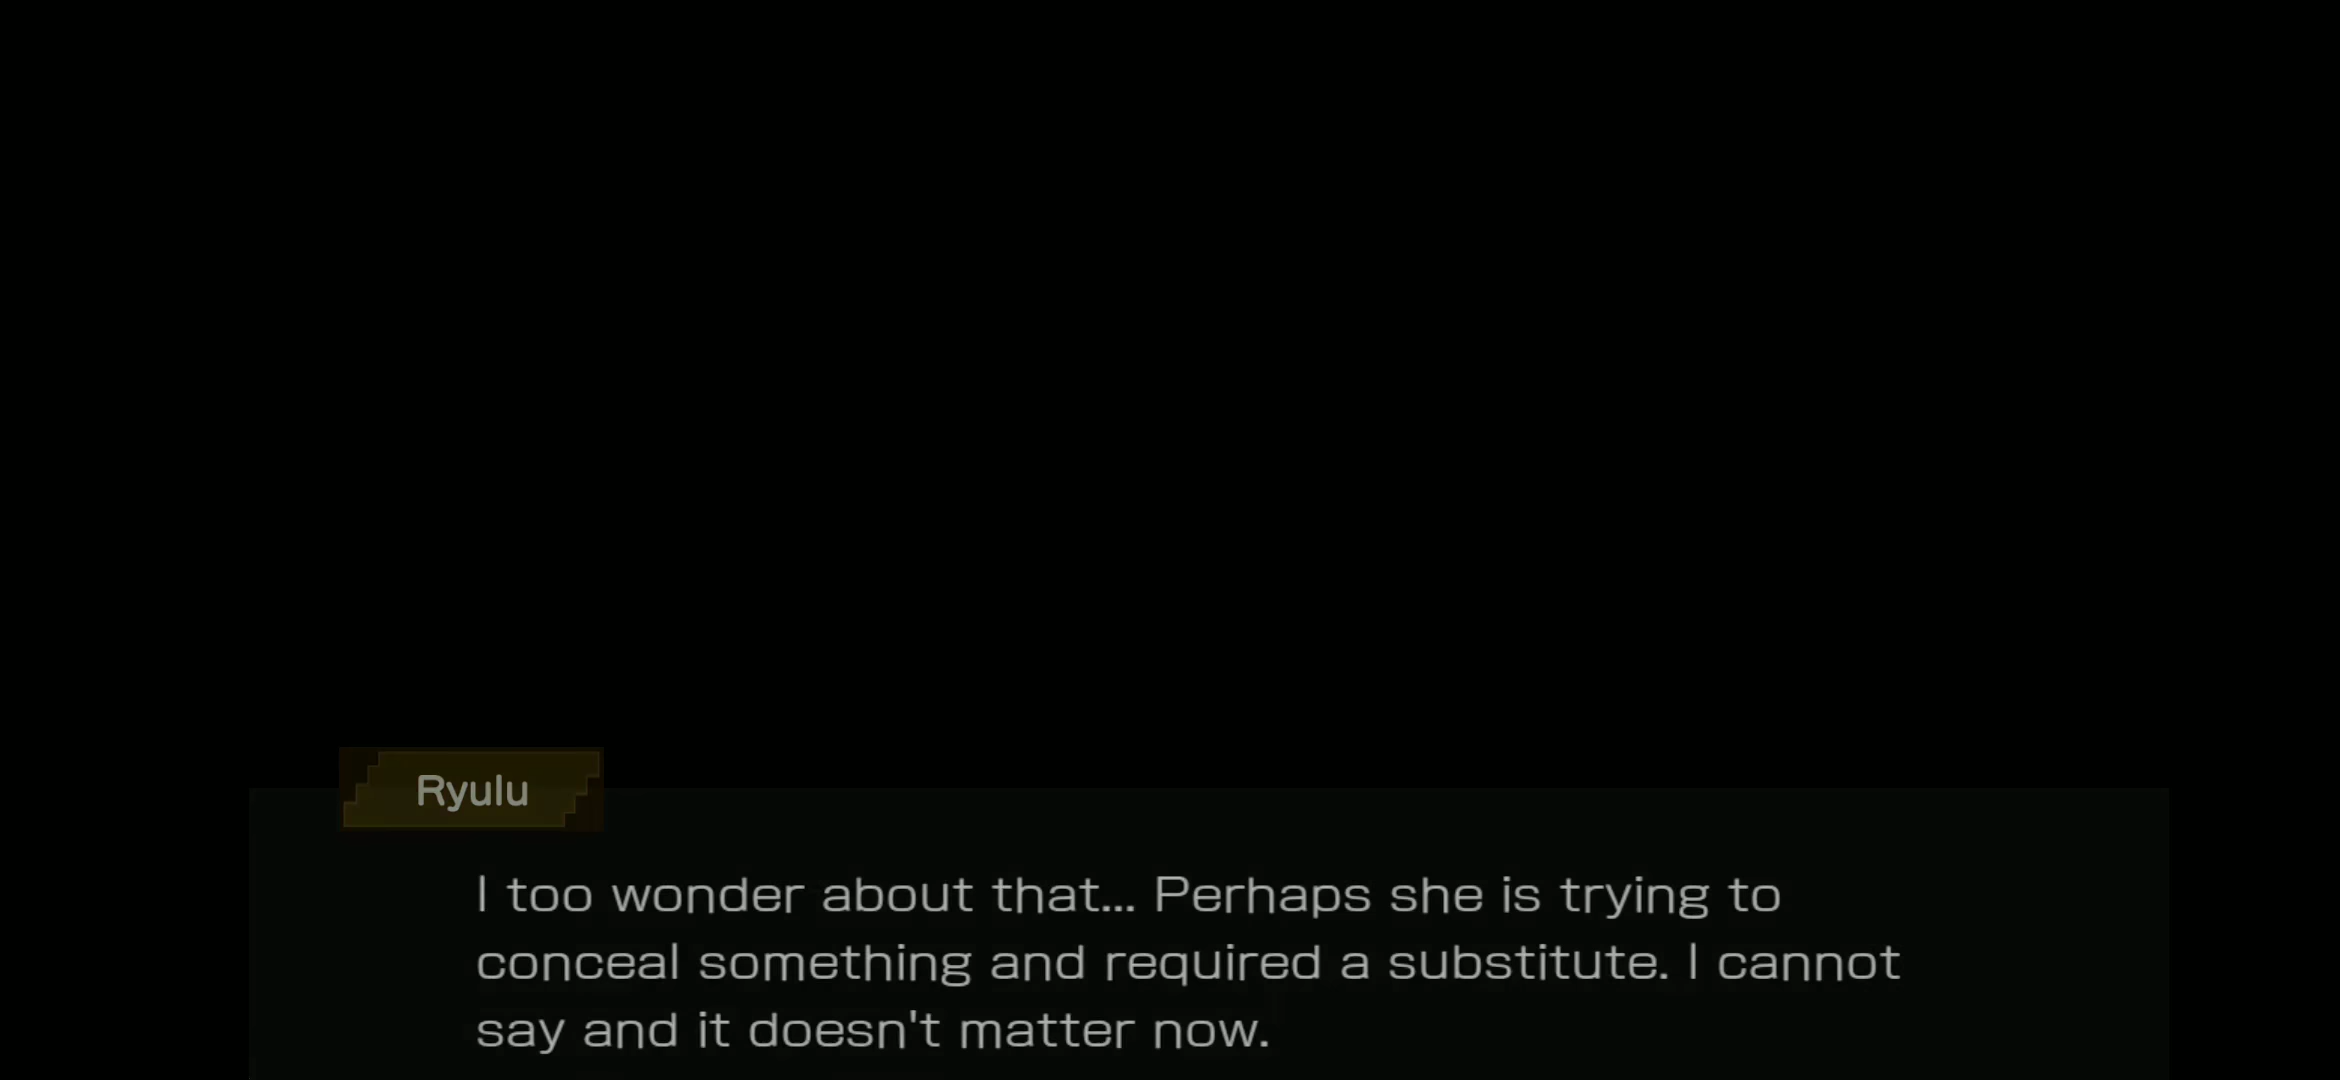 Ryulu
I too wonder about that... Perhaps she is trying to
conceal something and required a substitute. I cannot
say and it doesn't matter now.